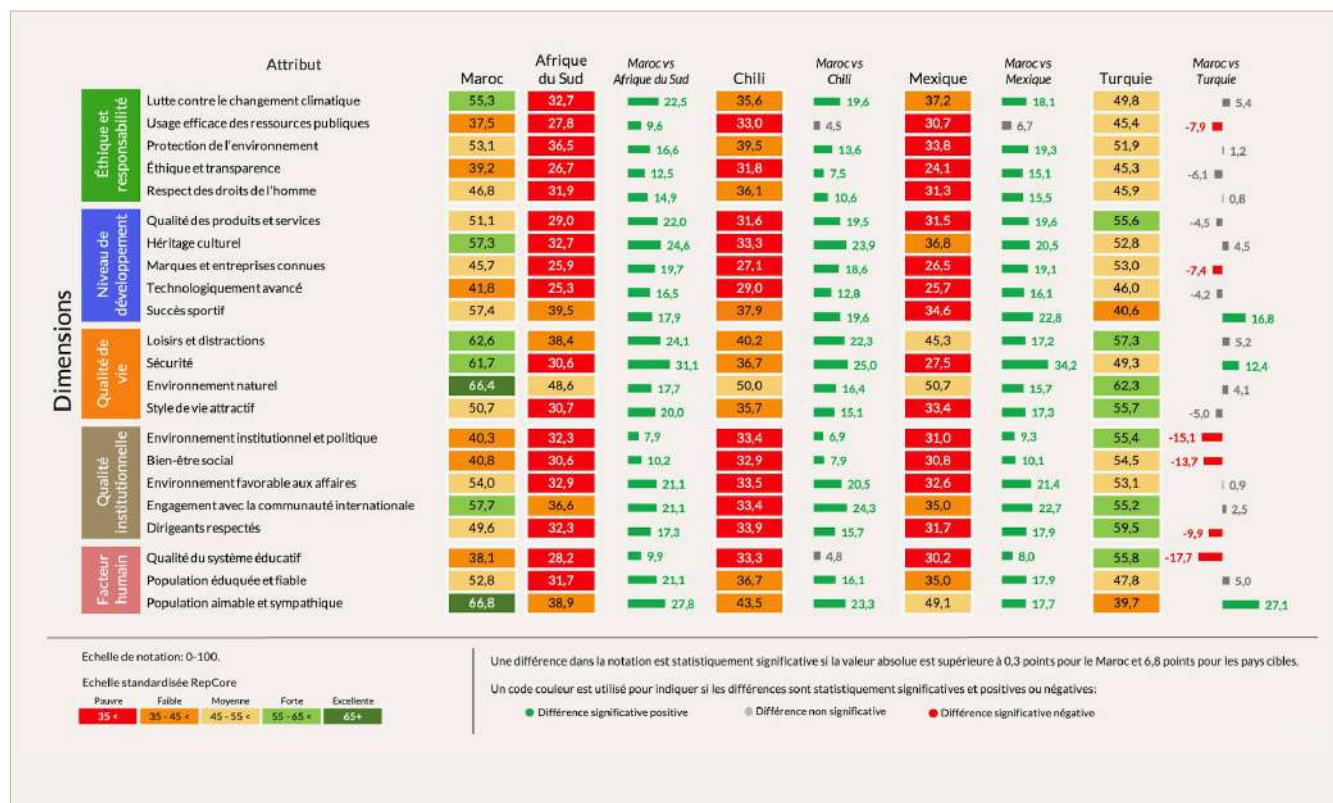 Attribut Maroc Afrique du Sud Maroc vs Afrique du Sud Chili Maroc vs Chili Mexique Maroc vs Mexique Turquie Maroc vs Turquie
Dimensions
Éthique et responsabilité
Lutte contre le changement climatique 55,3 32,7 22,5 35,6 19,6 37,2 18,1 49,8 5,4
Usage efficace des ressources publiques 37,5 27,8 9,6 33,0 4,5 30,7 6,7 45,4 -7,9
Protection de l'environnement 53,1 36,5 16,6 39,5 13,6 33,8 19,3 51,9 1,2
Éthique et transparence 39,2 26,7 12,5 31,8 7,5 24,1 15,1 45,3 -6,1
Respect des droits de l'homme 46,8 31,9 14,9 36,1 10,6 31,3 15,5 45,9 0,8
Niveau de développement
Qualité des produits et services 51,1 29,0 22,0 31,6 19,5 31,5 19,6 55,6 -4,5
Héritage culturel 57,3 32,7 24,6 33,3 23,9 36,8 20,5 52,8 4,5
Marques et entreprises connues 45,7 25,9 19,7 27,1 18,6 26,5 19,1 53,0 -7,4
Technologiquement avancé 41,8 25,3 16,5 29,0 12,8 25,7 16,1 46,0 -4,2
Succès sportif 57,4 39,5 17,9 37,9 19,6 34,6 22,8 40,6 16,8
Qualité de vie
Loisirs et distractions 62,6 38,4 24,1 40,2 22,3 45,3 17,2 57,3 5,2
Sécurité 61,7 30,6 31,1 36,7 25,0 27,5 34,2 49,3 12,4
Environnement naturel 66,4 48,6 17,7 50,0 16,4 50,7 15,7 62,3 4,1
Style de vie attractif 50,7 30,7 20,0 35,7 15,1 33,4 17,3 55,7 -5,0
Qualité institutionnelle
Environnement institutionnel et politique 40,3 32,3 7,9 33,4 6,9 31,0 9,3 55,4 -15,1
Bien-être social 40,8 30,6 10,2 32,9 7,9 30,8 10,1 54,5 -13,7
Environnement favorable aux affaires 54,0 32,9 21,1 33,5 20,5 32,6 21,4 53,1 0,9
Engagement avec la communauté internationale 57,7 36,6 21,1 33,4 24,3 35,0 22,7 55,2 2,5
Dirigeants respectés 49,6 32,3 17,3 33,9 15,7 31,7 17,9 59,5 -9,9
Facteur humain
Qualité du système éducatif 38,1 28,2 9,9 33,3 4,8 30,2 8,0 55,8 -17,7
Population éduquée et fiable 52,8 31,7 21,1 36,7 16,1 35,0 17,9 47,8 5,0
Population aimable et sympathique 66,8 38,9 27,8 43,5 23,3 49,1 17,7 39,7 27,1
Echelle de notation: 0-100.
Echelle standardisée RepCore
Pauvre Faible Moyenne Forte Excellente
35 < 35 - 45 < 45 - 55 < 55 - 65 < 65+
Une différence dans la notation est statistiquement significative si la valeur absolue est supérieure à 0,3 points pour le Maroc et 6,8 points pour les pays cibles.
Un code couleur est utilisé pour indiquer si les différences sont statistiquement significatives et positives ou négatives:
Différence significative positive Différence non significative Différence significative négative